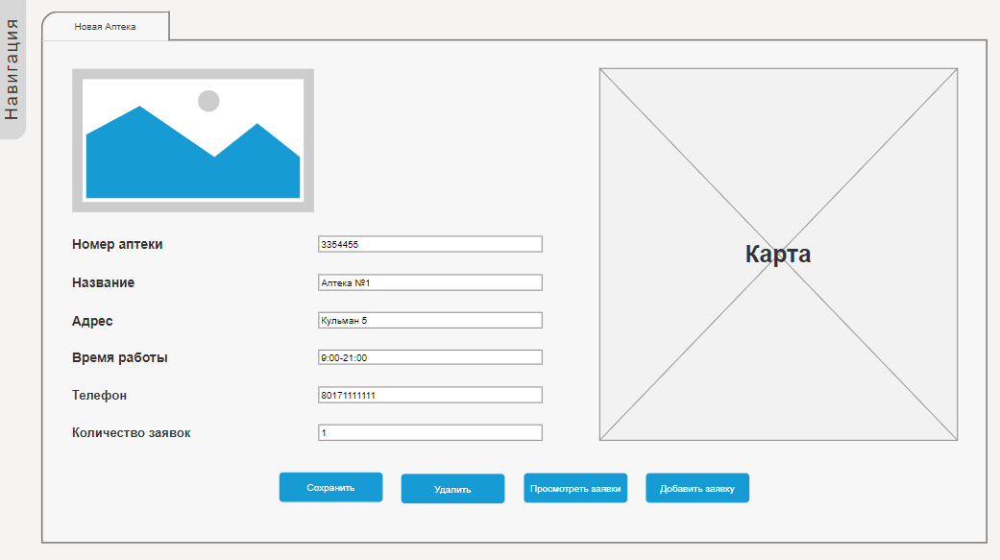 Навигация
Новая Аптека
Номер аптеки 3354455
Название Аптека №1
Адрес Кульман 5
Время работы 9:00-21:00
Телефон 80171111111
Количество заявок 1
Карта
Сохранить Удалить Просмотреть заявки Добавить заявку